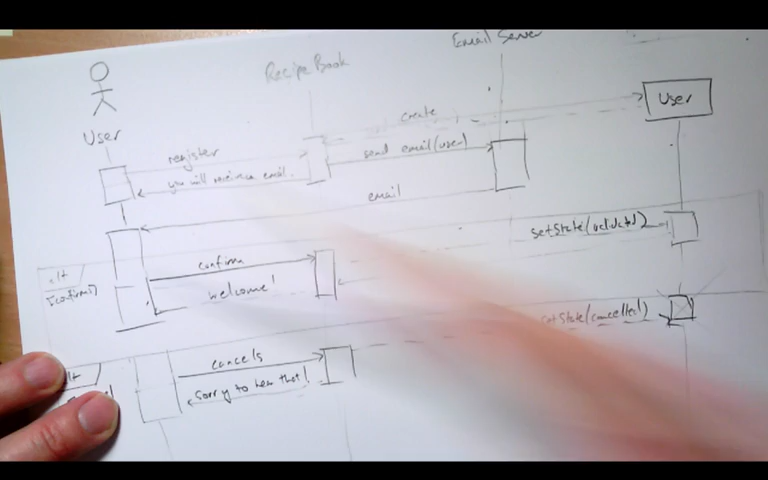 Email Server
Recipe Book
User
User
create
register
send email(user)
you will receive an email.
email
setState(validated)
alt
[confirm]
confirm
welcome!
setState(cancelled)
cancels
Sorry to hear that!